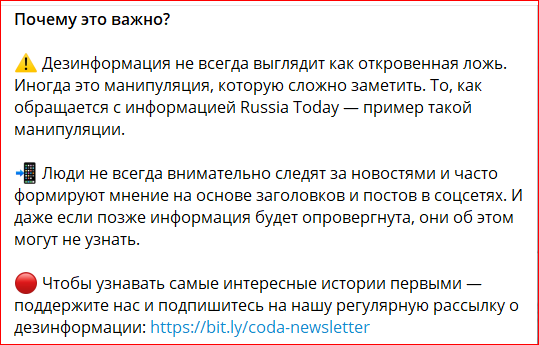 Почему это важно?
⚠️ Дезинформация не всегда выглядит как откровенная ложь.
Иногда это манипуляция, которую сложно заметить. То, как
обращается с информацией Russia Today — пример такой
манипуляции.
📲 Люди не всегда внимательно следят за новостями и часто
формируют мнение на основе заголовков и постов в соцсетях. И
даже если позже информация будет опровергнута, они об этом
могут не узнать.
🔴 Чтобы узнавать самые интересные истории первыми —
поддержите нас и подпишитесь на нашу регулярную рассылку о
дезинформации: https://bit.ly/coda-newsletter